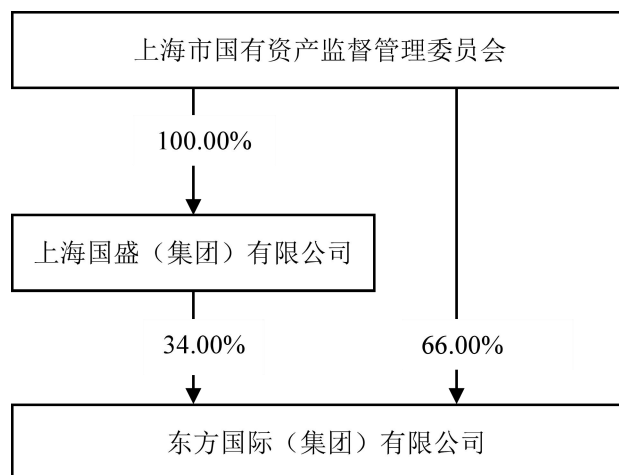 上海市国有资产监督管理委员会
100.00%
上海国盛（集团）有限公司
34.00%
66.00%
东方国际（集团）有限公司